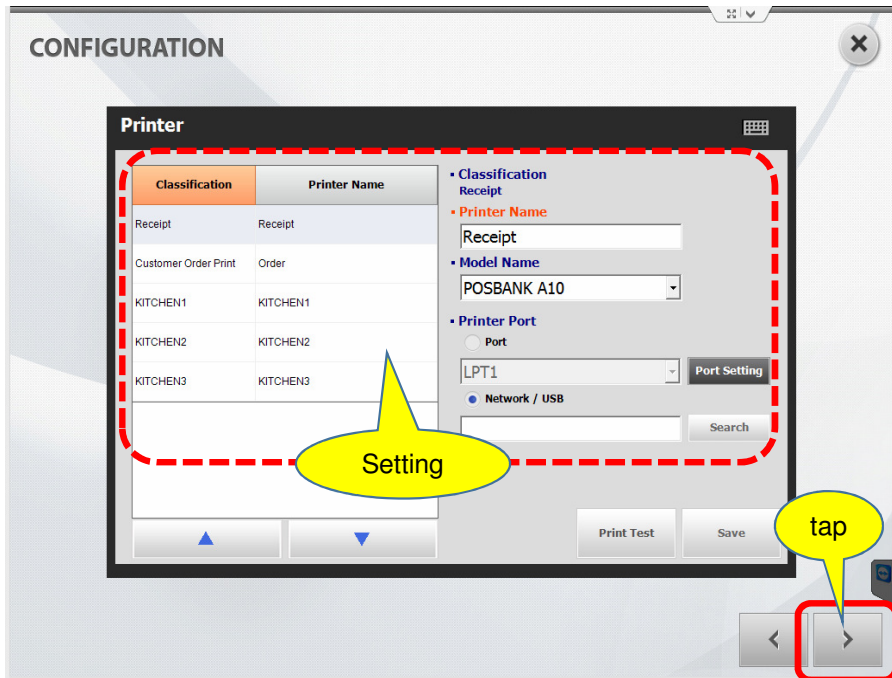 CONFIGURATION
Printer
Classification Printer Name
Receipt Receipt
Customer Order Print Order
KITCHEN1 KITCHEN1
KITCHEN2 KITCHEN2
KITCHEN3 KITCHEN3
Classification
Receipt
Printer Name
Receipt
Model Name
POSBANK A10
Printer Port
Port
LPT1 Port Setting
Network / USB
Search
Setting
Print Test Save
tap